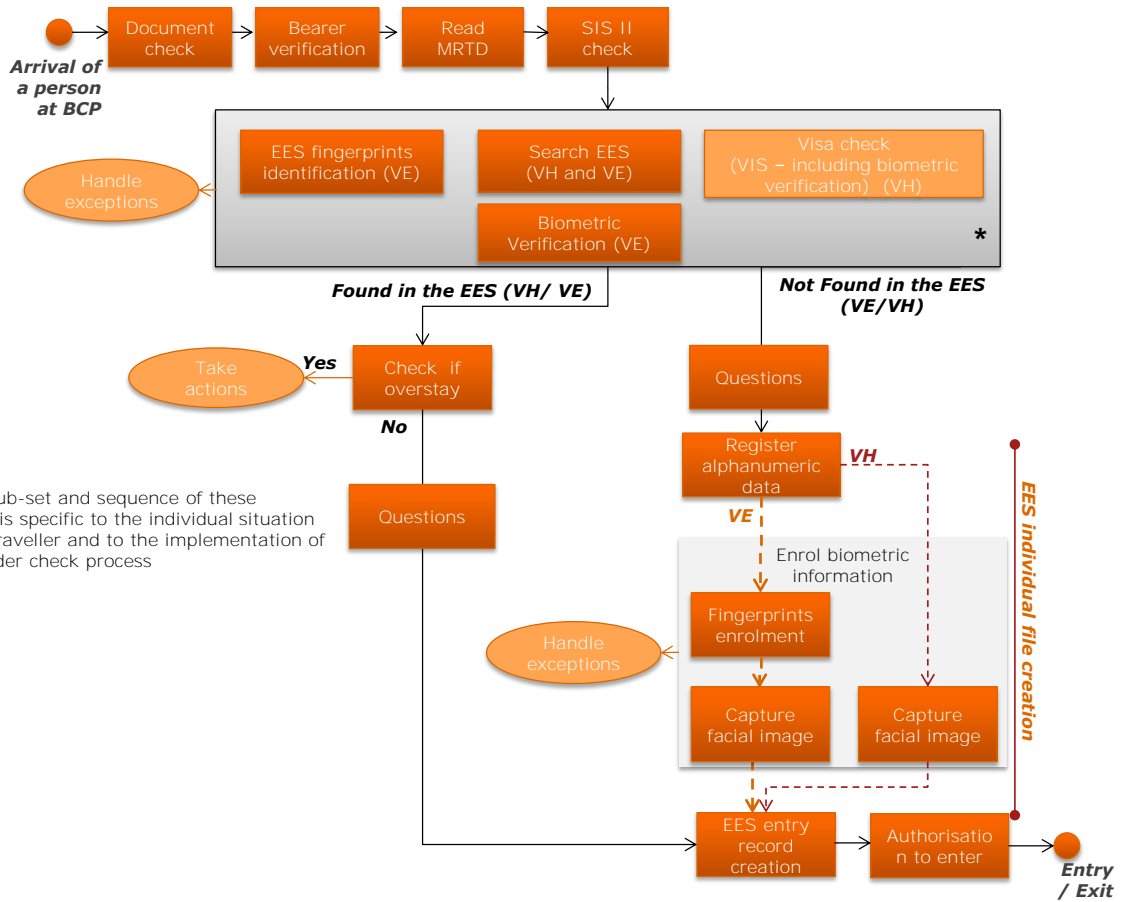 Document
check
Bearer
verification
Read
MRTD
SIS II
check
Arrival of
a person
at BCP
EES fingerprints
identification (VE)
Search EES
(VH and VE)
Visa check
(VIS – including biometric
verification) (VH)
Handle
exceptions
Biometric
Verification (VE)
*
Found in the EES (VH/ VE)
Not Found in the EES
(VE/VH)
Take
actions
Yes
Check if
overstay
Questions
No
Register
alphanumeric
data
VH
ub-set and sequence of these
is specific to the individual situation
raveller and to the implementation of
der check process
Questions
VE
Enrol biometric
information
Fingerprints
enrolment
Handle
exceptions
Capture
facial image
Capture
facial image
EES individual file creation
EES entry
record
creation
Authorisatio
n to enter
Entry
/ Exit